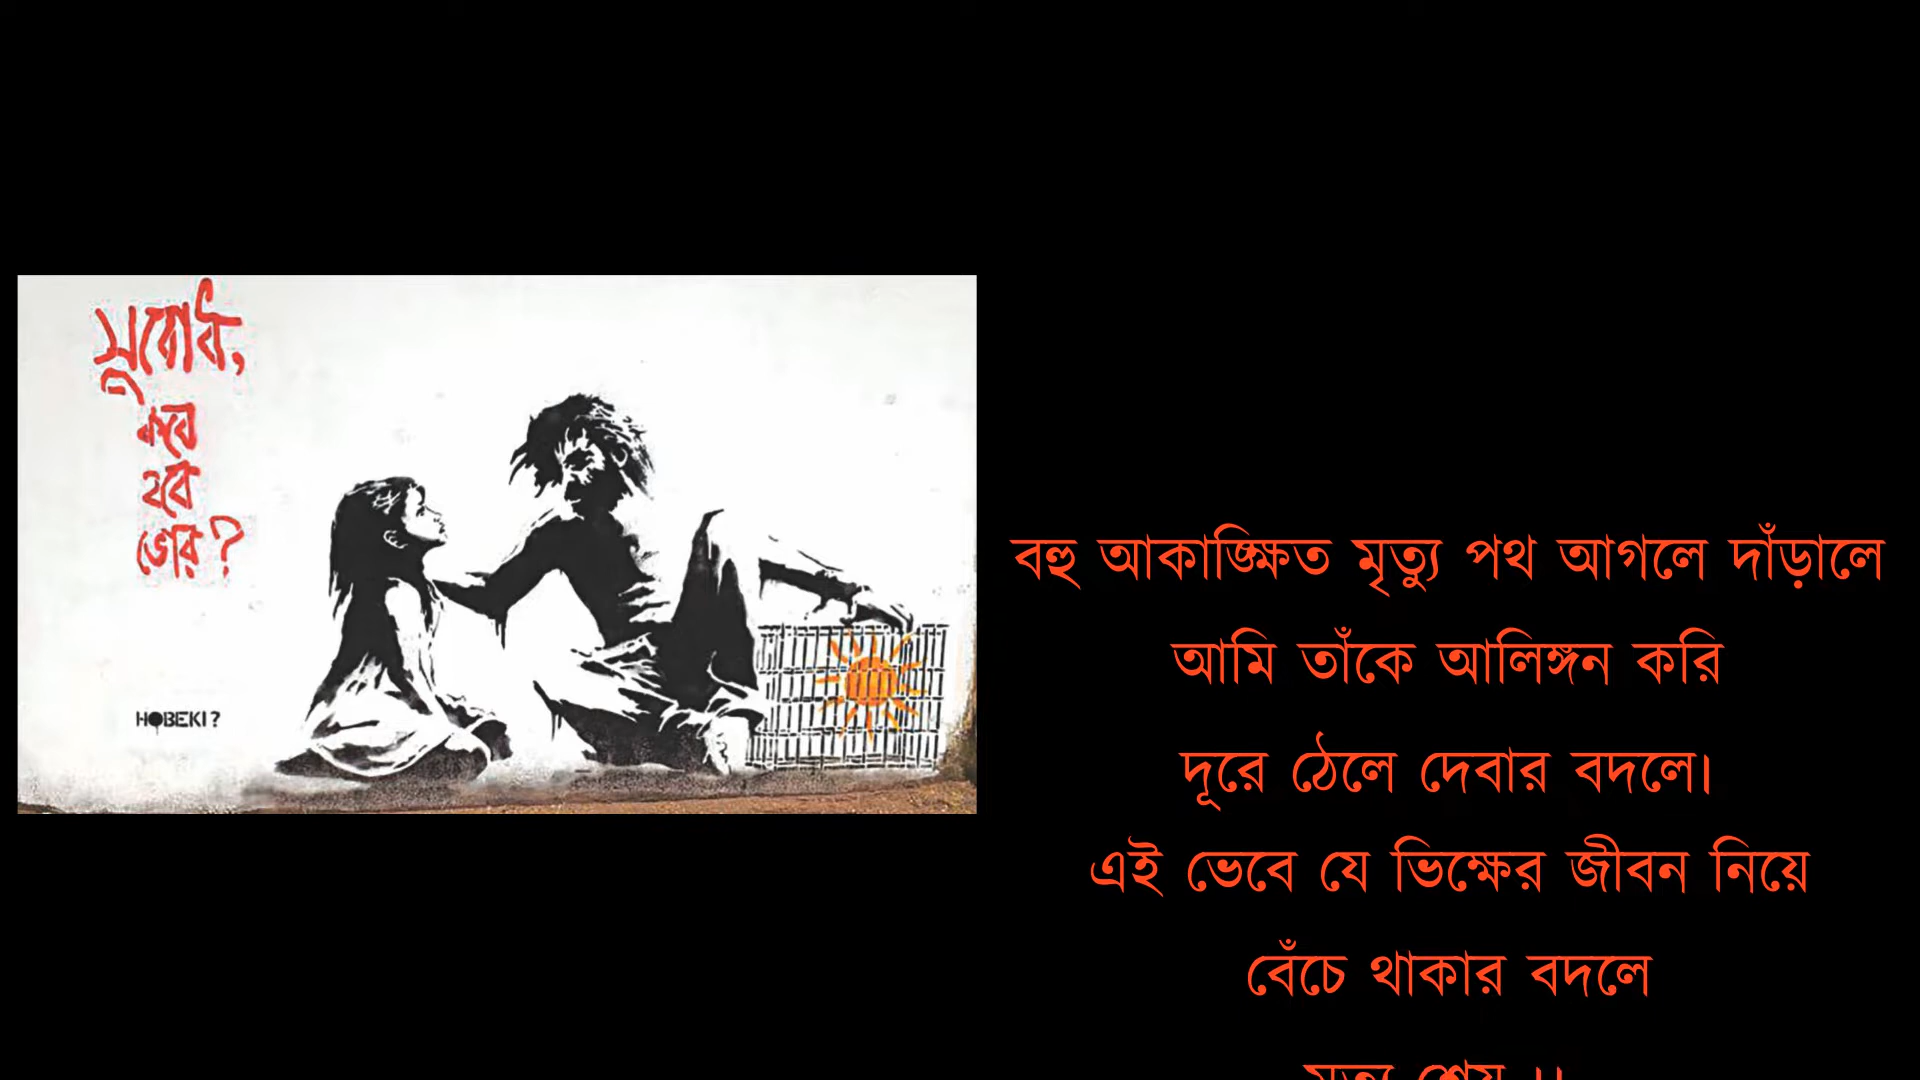 সুবোধ,
কবে
হবে
ভোর?
HOBEKI?
বহু আকাঙ্ক্ষিত মৃত্যু পথ আগলে দাঁড়ালে
আমি তাঁকে আলিঙ্গন করি
দূরে ঠেলে দেবার বদলে।
এই ভেবে যে ভিক্ষের জীবন নিয়ে
বেঁচে থাকার বদলে